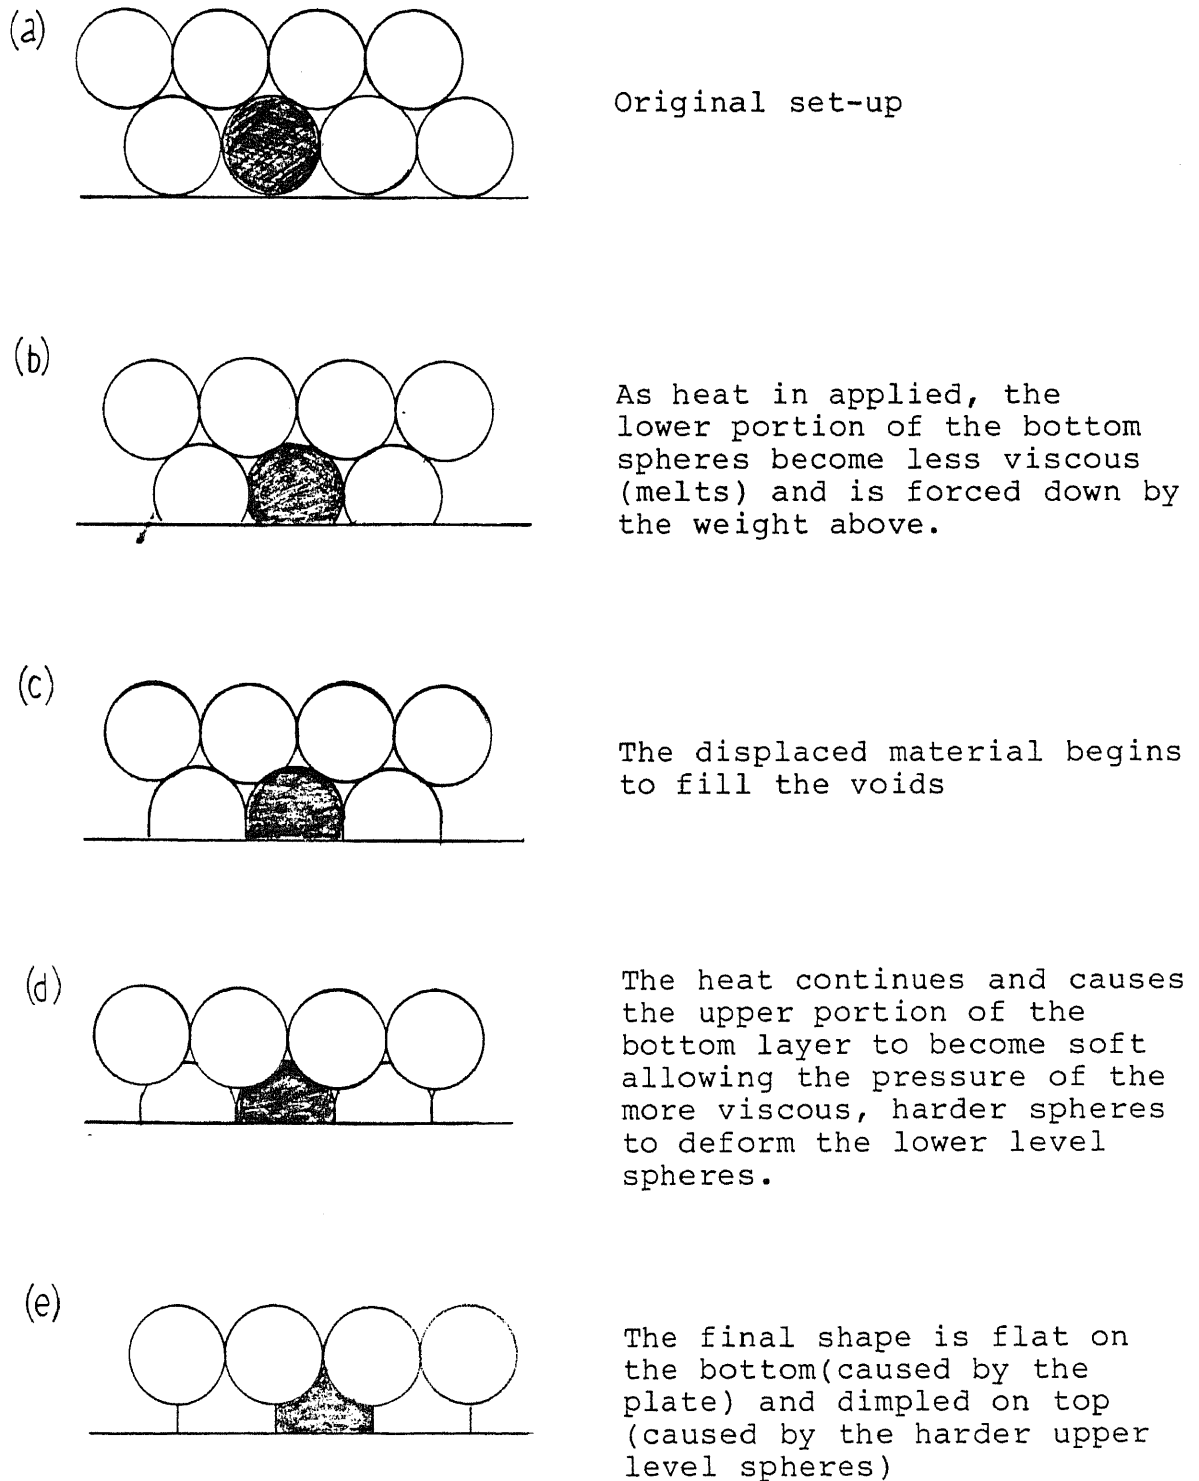 (a)
Original set-up
(b)
As heat in applied, the
lower portion of the bottom
spheres become less viscous
(melts) and is forced down by
the weight above.
(c)
The displaced material begins
to fill the voids
(d)
The heat continues and causes
the upper portion of the
bottom layer to become soft
allowing the pressure of the
more viscous, harder spheres
to deform the lower level
spheres.
(e)
The final shape is flat on
the bottom(caused by the
plate) and dimpled on top
(caused by the harder upper
level spheres)